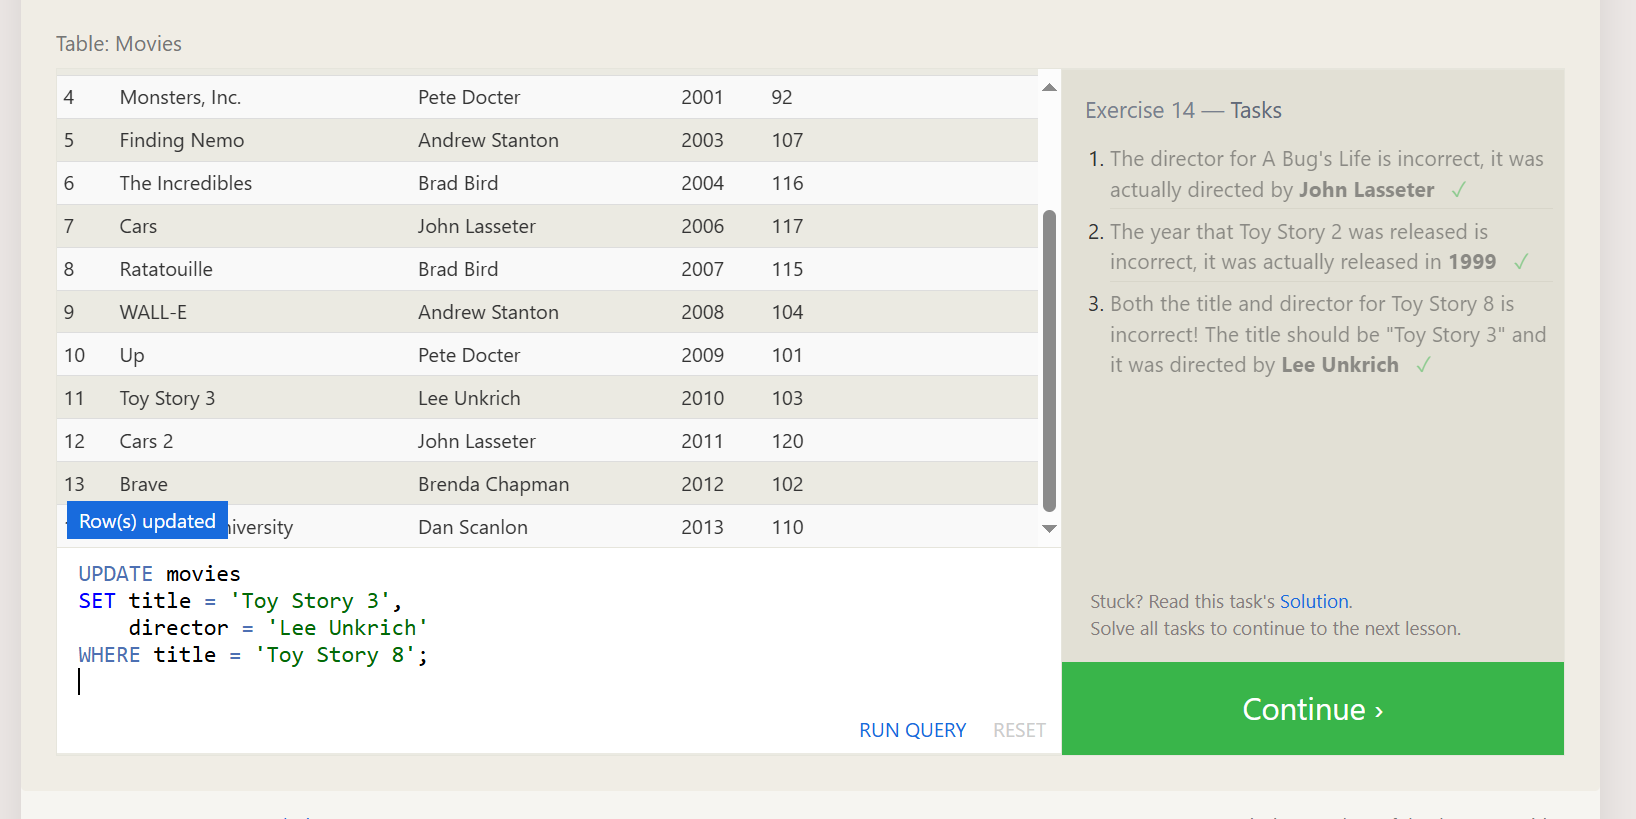 Table: Movies
4 Monsters, Inc. Pete Docter 2001 92
5 Finding Nemo Andrew Stanton 2003 107
6 The Incredibles Brad Bird 2004 116
7 Cars John Lasseter 2006 117
8 Ratatouille Brad Bird 2007 115
9 WALL-E Andrew Stanton 2008 104
10 Up Pete Docter 2009 101
11 Toy Story 3 Lee Unkrich 2010 103
12 Cars 2 John Lasseter 2011 120
13 Brave Brenda Chapman 2012 102
Row(s) updated
Dan Scanlon 2013 110
UPDATE movies
SET title = 'Toy Story 3',
director = 'Lee Unkrich'
WHERE title = 'Toy Story 8';
RUN QUERY RESET
Exercise 14 — Tasks
1. The director for A Bug's Life is incorrect, it was
actually directed by John Lasseter ✓
2. The year that Toy Story 2 was released is
incorrect, it was actually released in 1999 ✓
3. Both the title and director for Toy Story 8 is
incorrect! The title should be "Toy Story 3" and
it was directed by Lee Unkrich ✓
Stuck? Read this task's Solution.
Solve all tasks to continue to the next lesson.
Continue ›